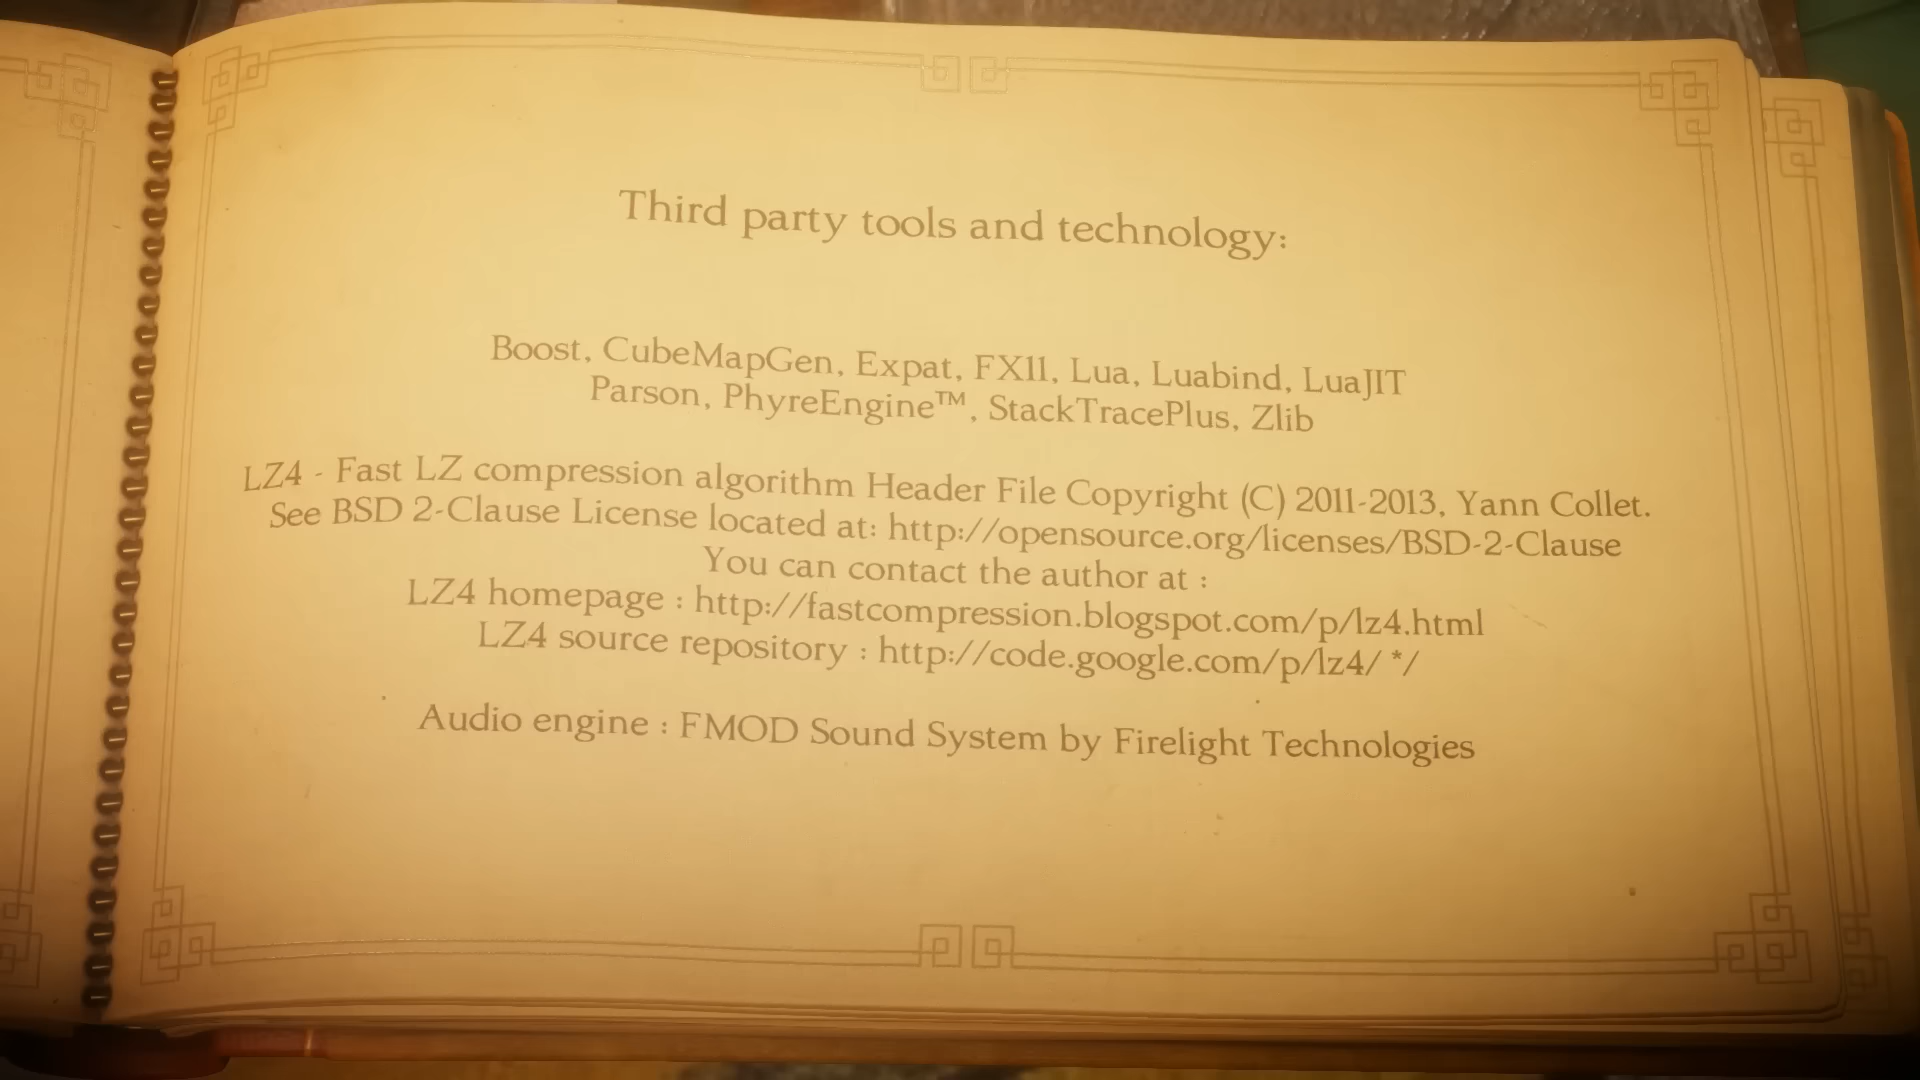 Third party tools and technology:
Boost, CubeMapGen, Expat, FX11, Lua, Luabind, LuaJIT
Parson, PhyreEngine™, StackTracePlus, Zlib
LZ4 - Fast LZ compression algorithm Header File Copyright (C) 2011-2013, Yann Collet.
See BSD 2-Clause License located at: http://opensource.org/licenses/BSD-2-Clause
You can contact the author at :
LZ4 homepage : http://fastcompression.blogspot.com/p/lz4.html
LZ4 source repository : http://code.google.com/p/lz4/ */
Audio engine : FMOD Sound System by Firelight Technologies